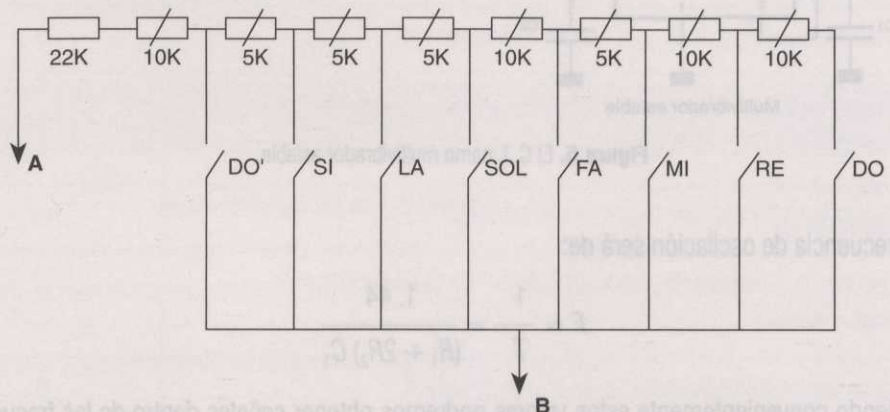 22K 10K 5K 5K 5K 10K 5K 10K 10K
A
DO' SI LA SOL FA MI RE DO
B